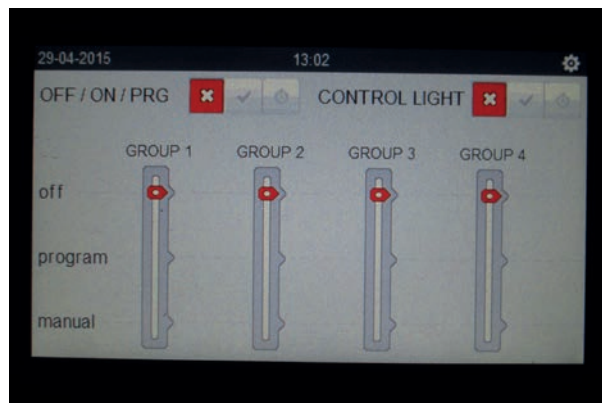 29-04-2015 13:02
OFF / ON / PRG CONTROL LIGHT
GROUP 1 GROUP 2 GROUP 3 GROUP 4
off
program
manual